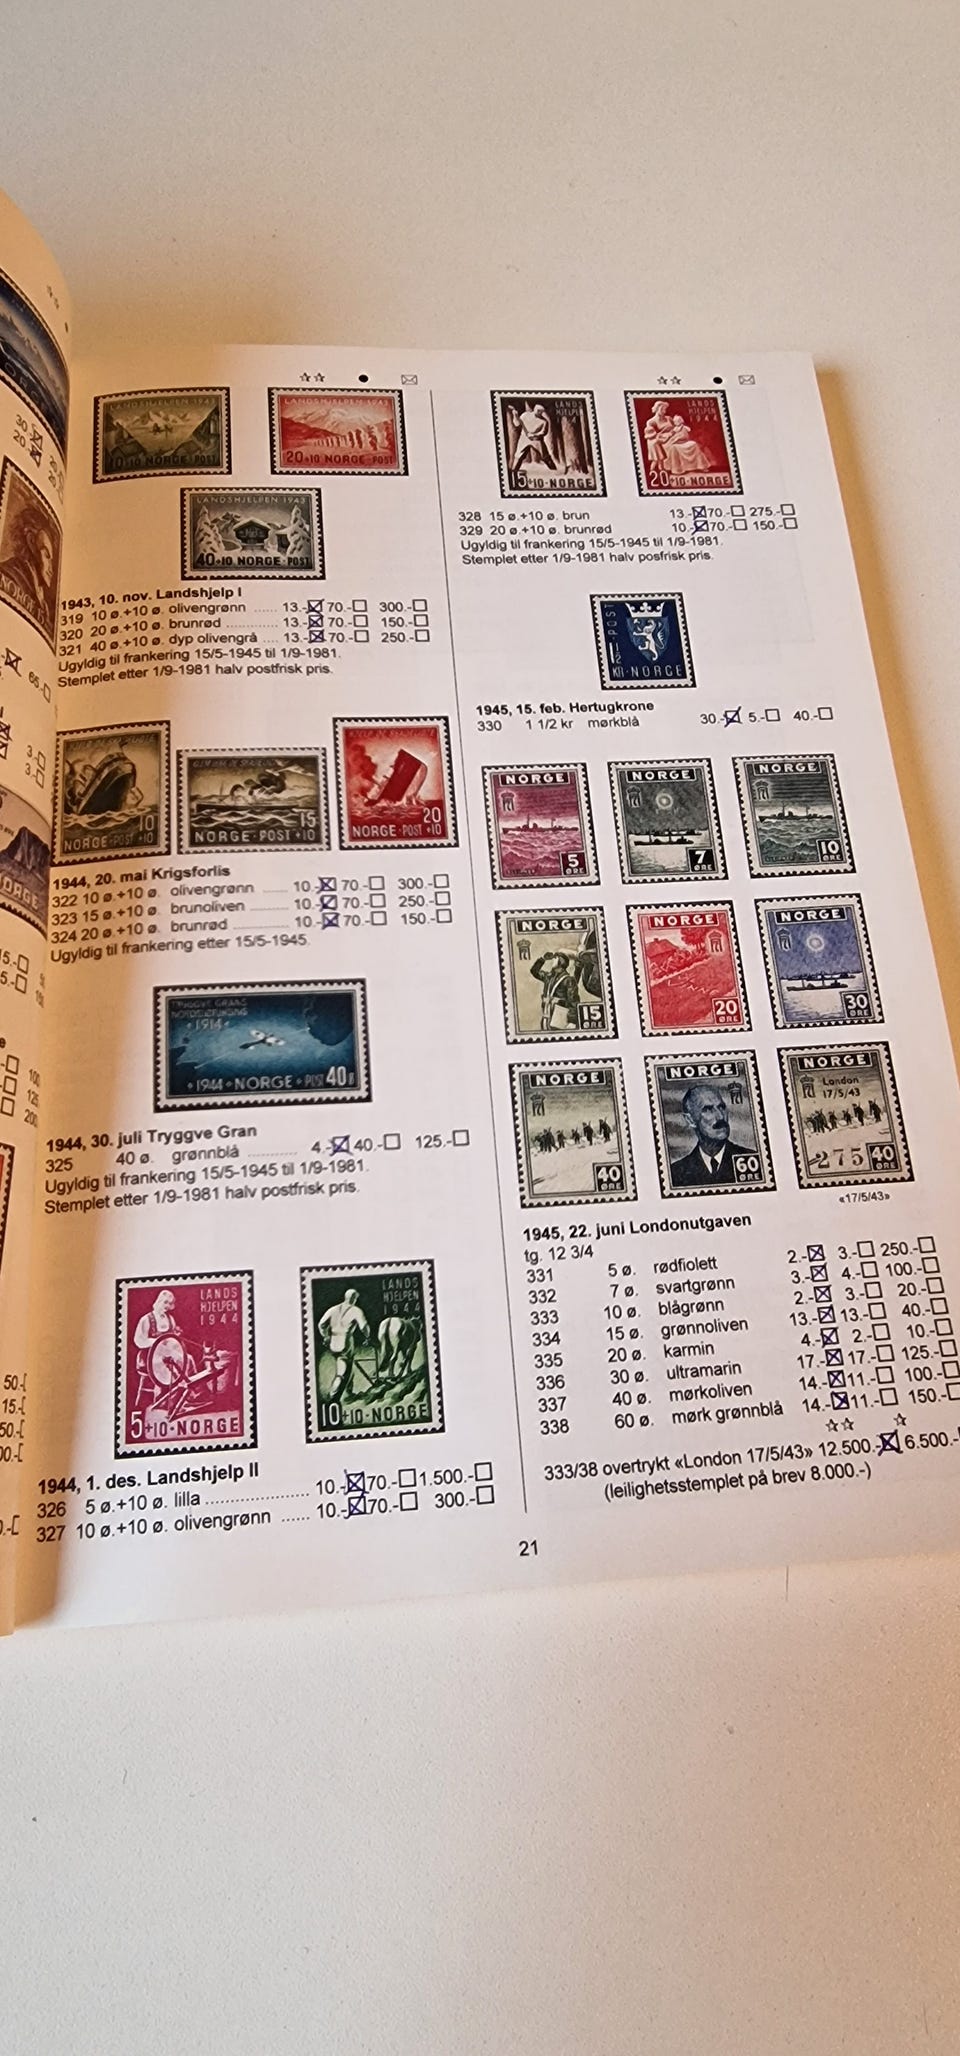 ☆☆ ● ✉
LANDSHJELPEN 1943
10+10 NORGE POST
LANDSHJELPEN 1943
20+10 NORGE POST
LANDSHJELPEN 1943
40+10 NORGE POST
1943, 10. nov. Landshjelp I
319 10 ø.+10 ø. olivengrønn ...... 13.-☒ 70.-☐ 300.-☐
320 20 ø.+10 ø. brunrød ............ 13.-☒ 70.-☐ 150.-☐
321 40 ø.+10 ø. dyp olivengrå .... 13.-☒ 70.-☐ 250.-☐
Ugyldig til frankering 15/5-1945 til 1/9-1981.
Stemplet etter 1/9-1981 halv postfrisk pris.
10
NORGE·POST +10
15
NORGE·POST +10
20
NORGE·POST +10
1944, 20. mai Krigsforlis
322 10 ø.+10 ø. olivengrønn ...... 10.-☒ 70.-☐ 300.-☐
323 15 ø.+10 ø. brunoliven ......... 10.-☒ 70.-☐ 250.-☐
324 20 ø.+10 ø. brunrød ............ 10.-☒ 70.-☐ 150.-☐
Ugyldig til frankering etter 15/5-1945.
TRYGGVE GRANS
NORDSJØFLUKT
1914
1944 NORGE POST 40
1944, 30. juli Tryggve Gran
325 40 ø. grønnblå ............ 4.-☒ 40.-☐ 125.-☐
Ugyldig til frankering 15/5-1945 til 1/9-1981.
Stemplet etter 1/9-1981 halv postfrisk pris.
LANDS
HJELPEN
1944
5+10·NORGE
LANDS
HJELPEN
1944
10+10·NORGE
1944, 1. des. Landshjelp II
326 5 ø.+10 ø. lilla ........................ 10.-☒ 70.-☐ 1.500.-☐
327 10 ø.+10 ø. olivengrønn ...... 10.-☒ 70.-☐ 300.-☐
☆☆ ● ✉
LANDS
HJELPEN
1944
15+10·NORGE
LANDS
HJELPEN
1944
20+10·NORGE
328 15 ø.+10 ø. brun 13.-☒ 70.-☐ 275.-☐
329 20 ø.+10 ø. brunrød 10.-☒ 70.-☐ 150.-☐
Ugyldig til frankering 15/5-1945 til 1/9-1981.
Stemplet etter 1/9-1981 halv posfrisk pris.
POST
1 1/2
KR·NORGE
1945, 15. feb. Hertugkrone
330 1 1/2 kr mørkblå 30.-☒ 5.-☐ 40.-☐
NORGE
5
ØRE
NORGE
7
ØRE
NORGE
10
ØRE
NORGE
15
ØRE
NORGE
20
ØRE
NORGE
30
ØRE
NORGE
40
ØRE
NORGE
60
ØRE
NORGE
London
17/5/43
275
40
ØRE
«17/5/43»
1945, 22. juni Londonutgaven
tg. 12 3/4
331 5 ø. rødfiolett 2.-☒ 3.-☐ 250.-☐
332 7 ø. svartgrønn 3.-☒ 4.-☐ 100.-☐
333 10 ø. blågrønn 2.-☒ 3.-☐ 20.-☐
334 15 ø. grønnoliven 13.-☒ 13.-☐ 40.-☐
335 20 ø. karmin 4.-☒ 2.-☐ 10.-☐
336 30 ø. ultramarin 17.-☒ 17.-☐ 125.-☐
337 40 ø. mørkoliven 14.-☒ 11.-☐ 100.-☐
338 60 ø. mørk grønnblå 14.-☒ 11.-☐ 150.-☐
☆☆ ☆
333/38 overtrykt «London 17/5/43» 12.500.-☒ 6.500.-
(leilighetsstemplet på brev 8.000.-)
21